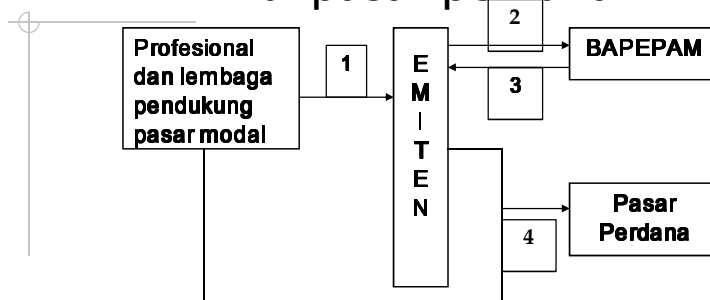 2
Profesional
dan lembaga
pendukung
pasar modal
1
E
M
I
T
E
N
BAPEPAM
3
Pasar
Perdana
4